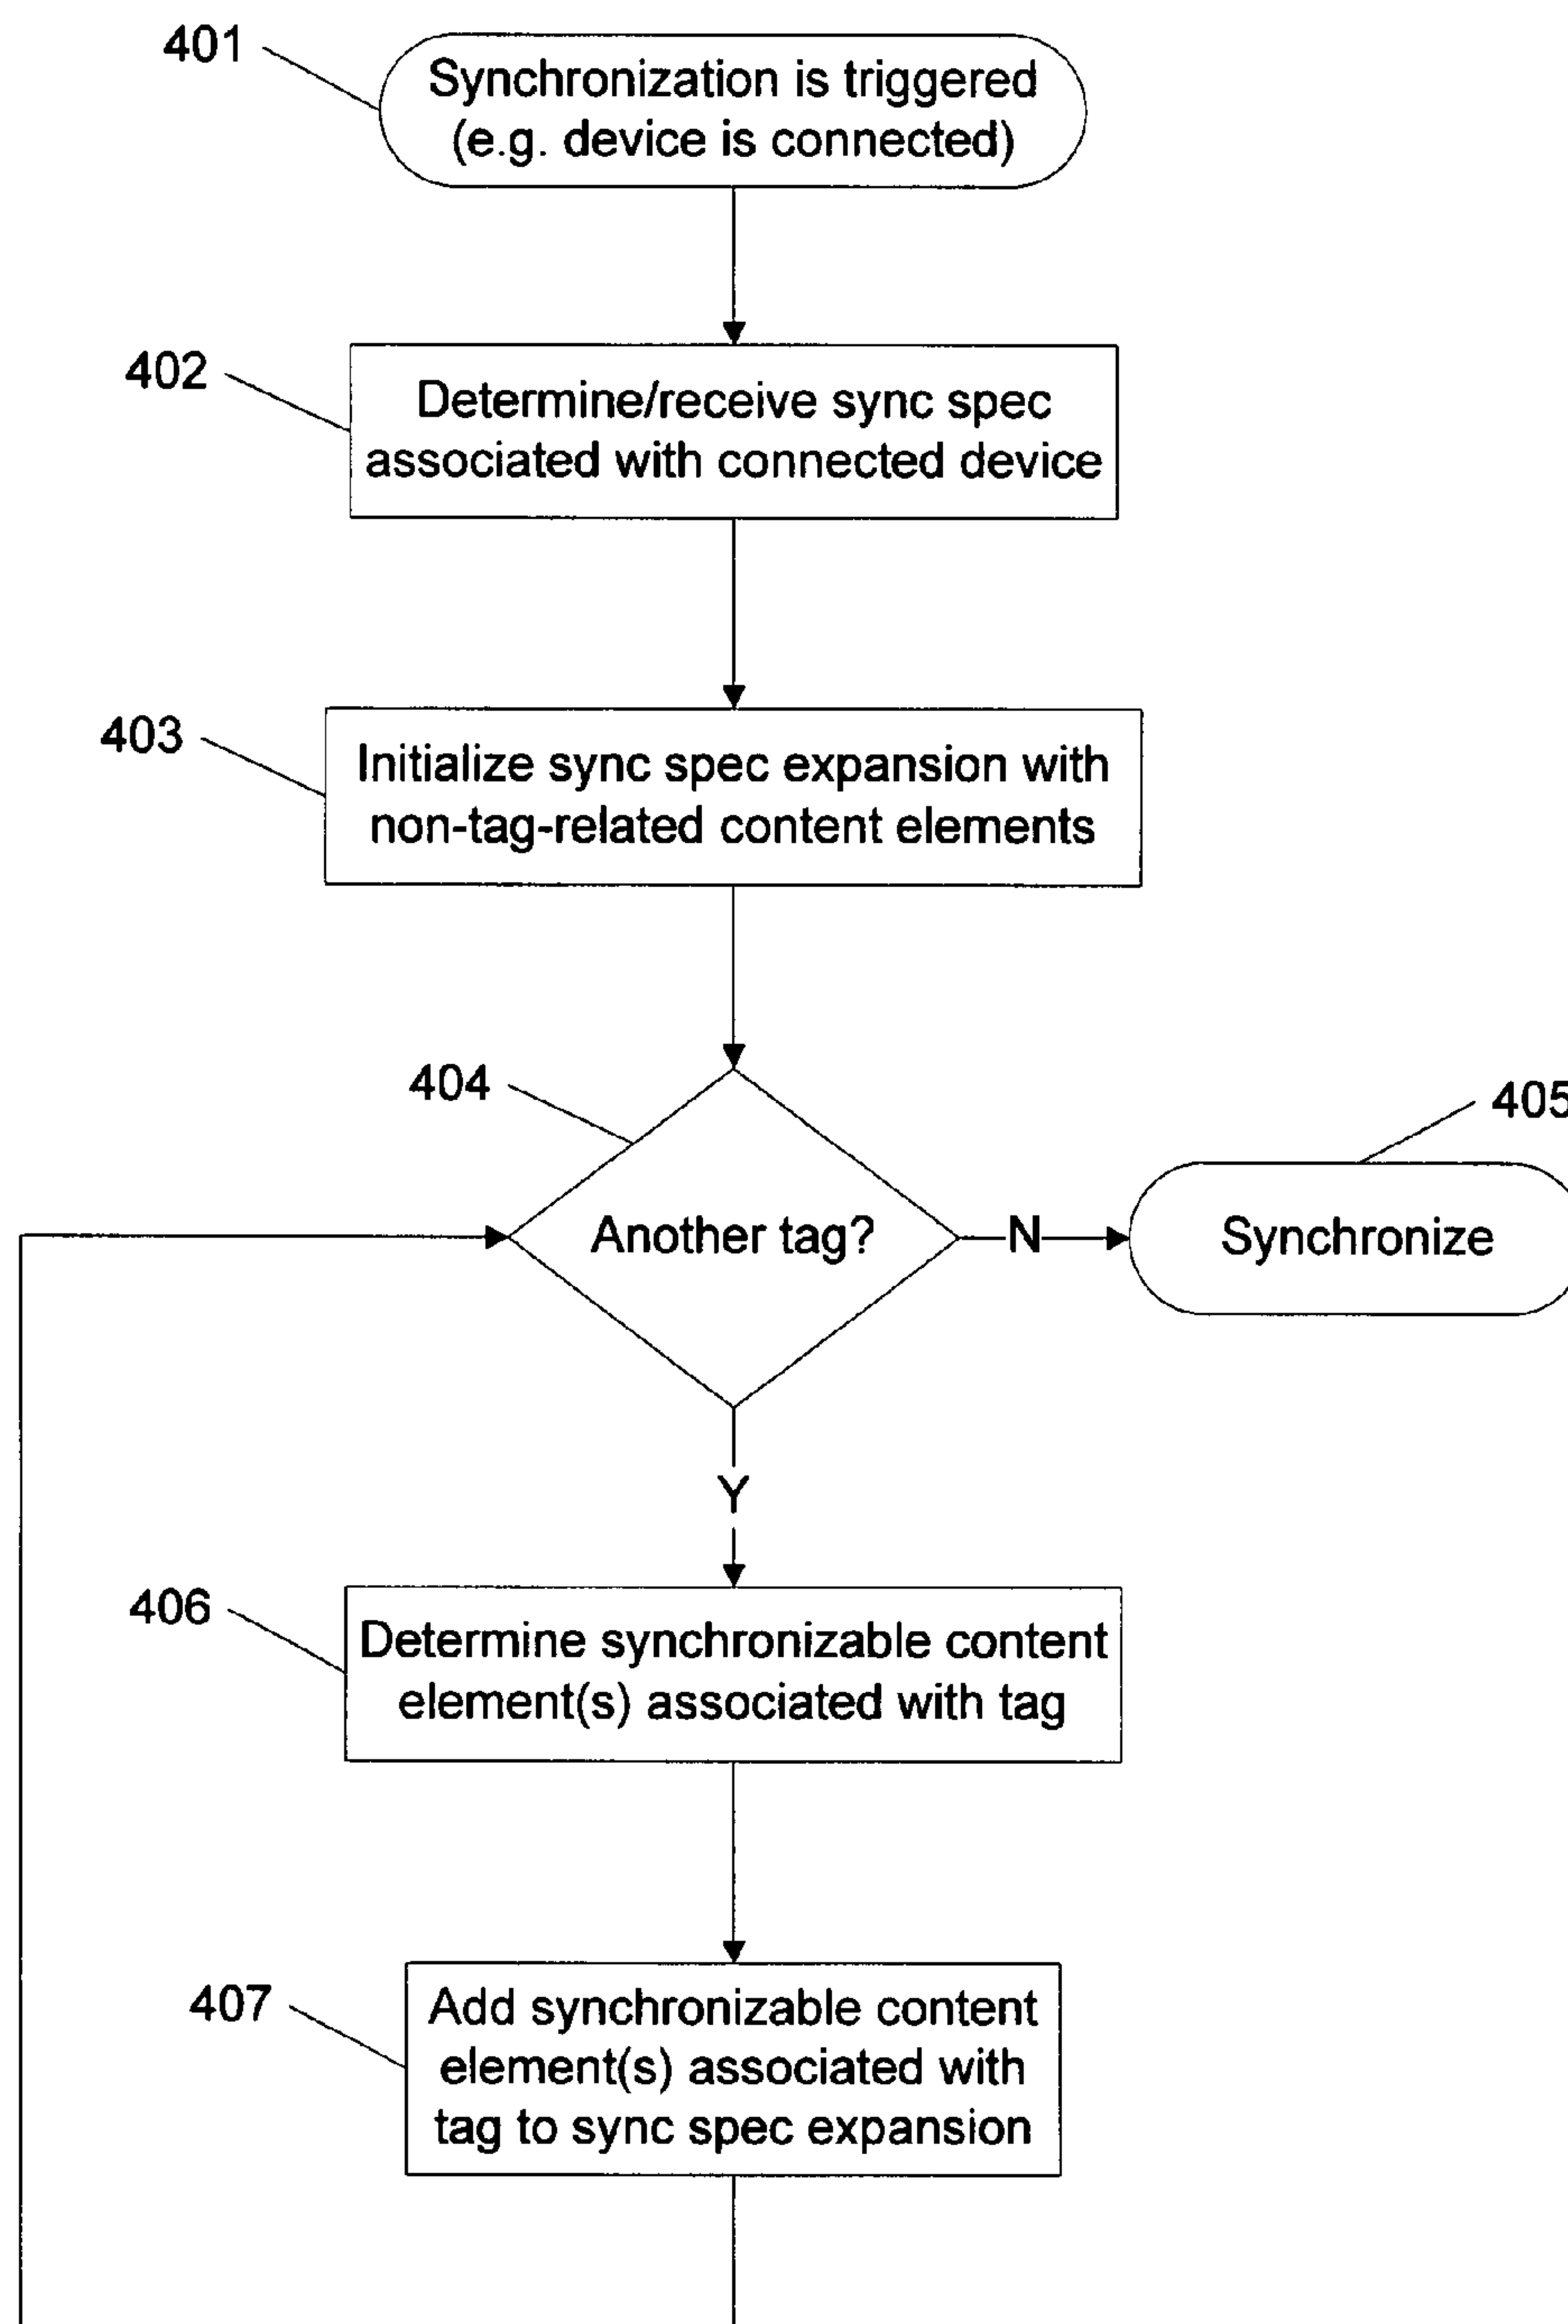 401
Synchronization is triggered
(e.g. device is connected)
402
Determine/receive sync spec
associated with connected device
403
Initialize sync spec expansion with
non-tag-related content elements
404
405
Another tag?
N
Synchronize
Y
406
Determine synchronizable content
element(s) associated with tag
407
Add synchronizable content
element(s) associated with
tag to sync spec expansion